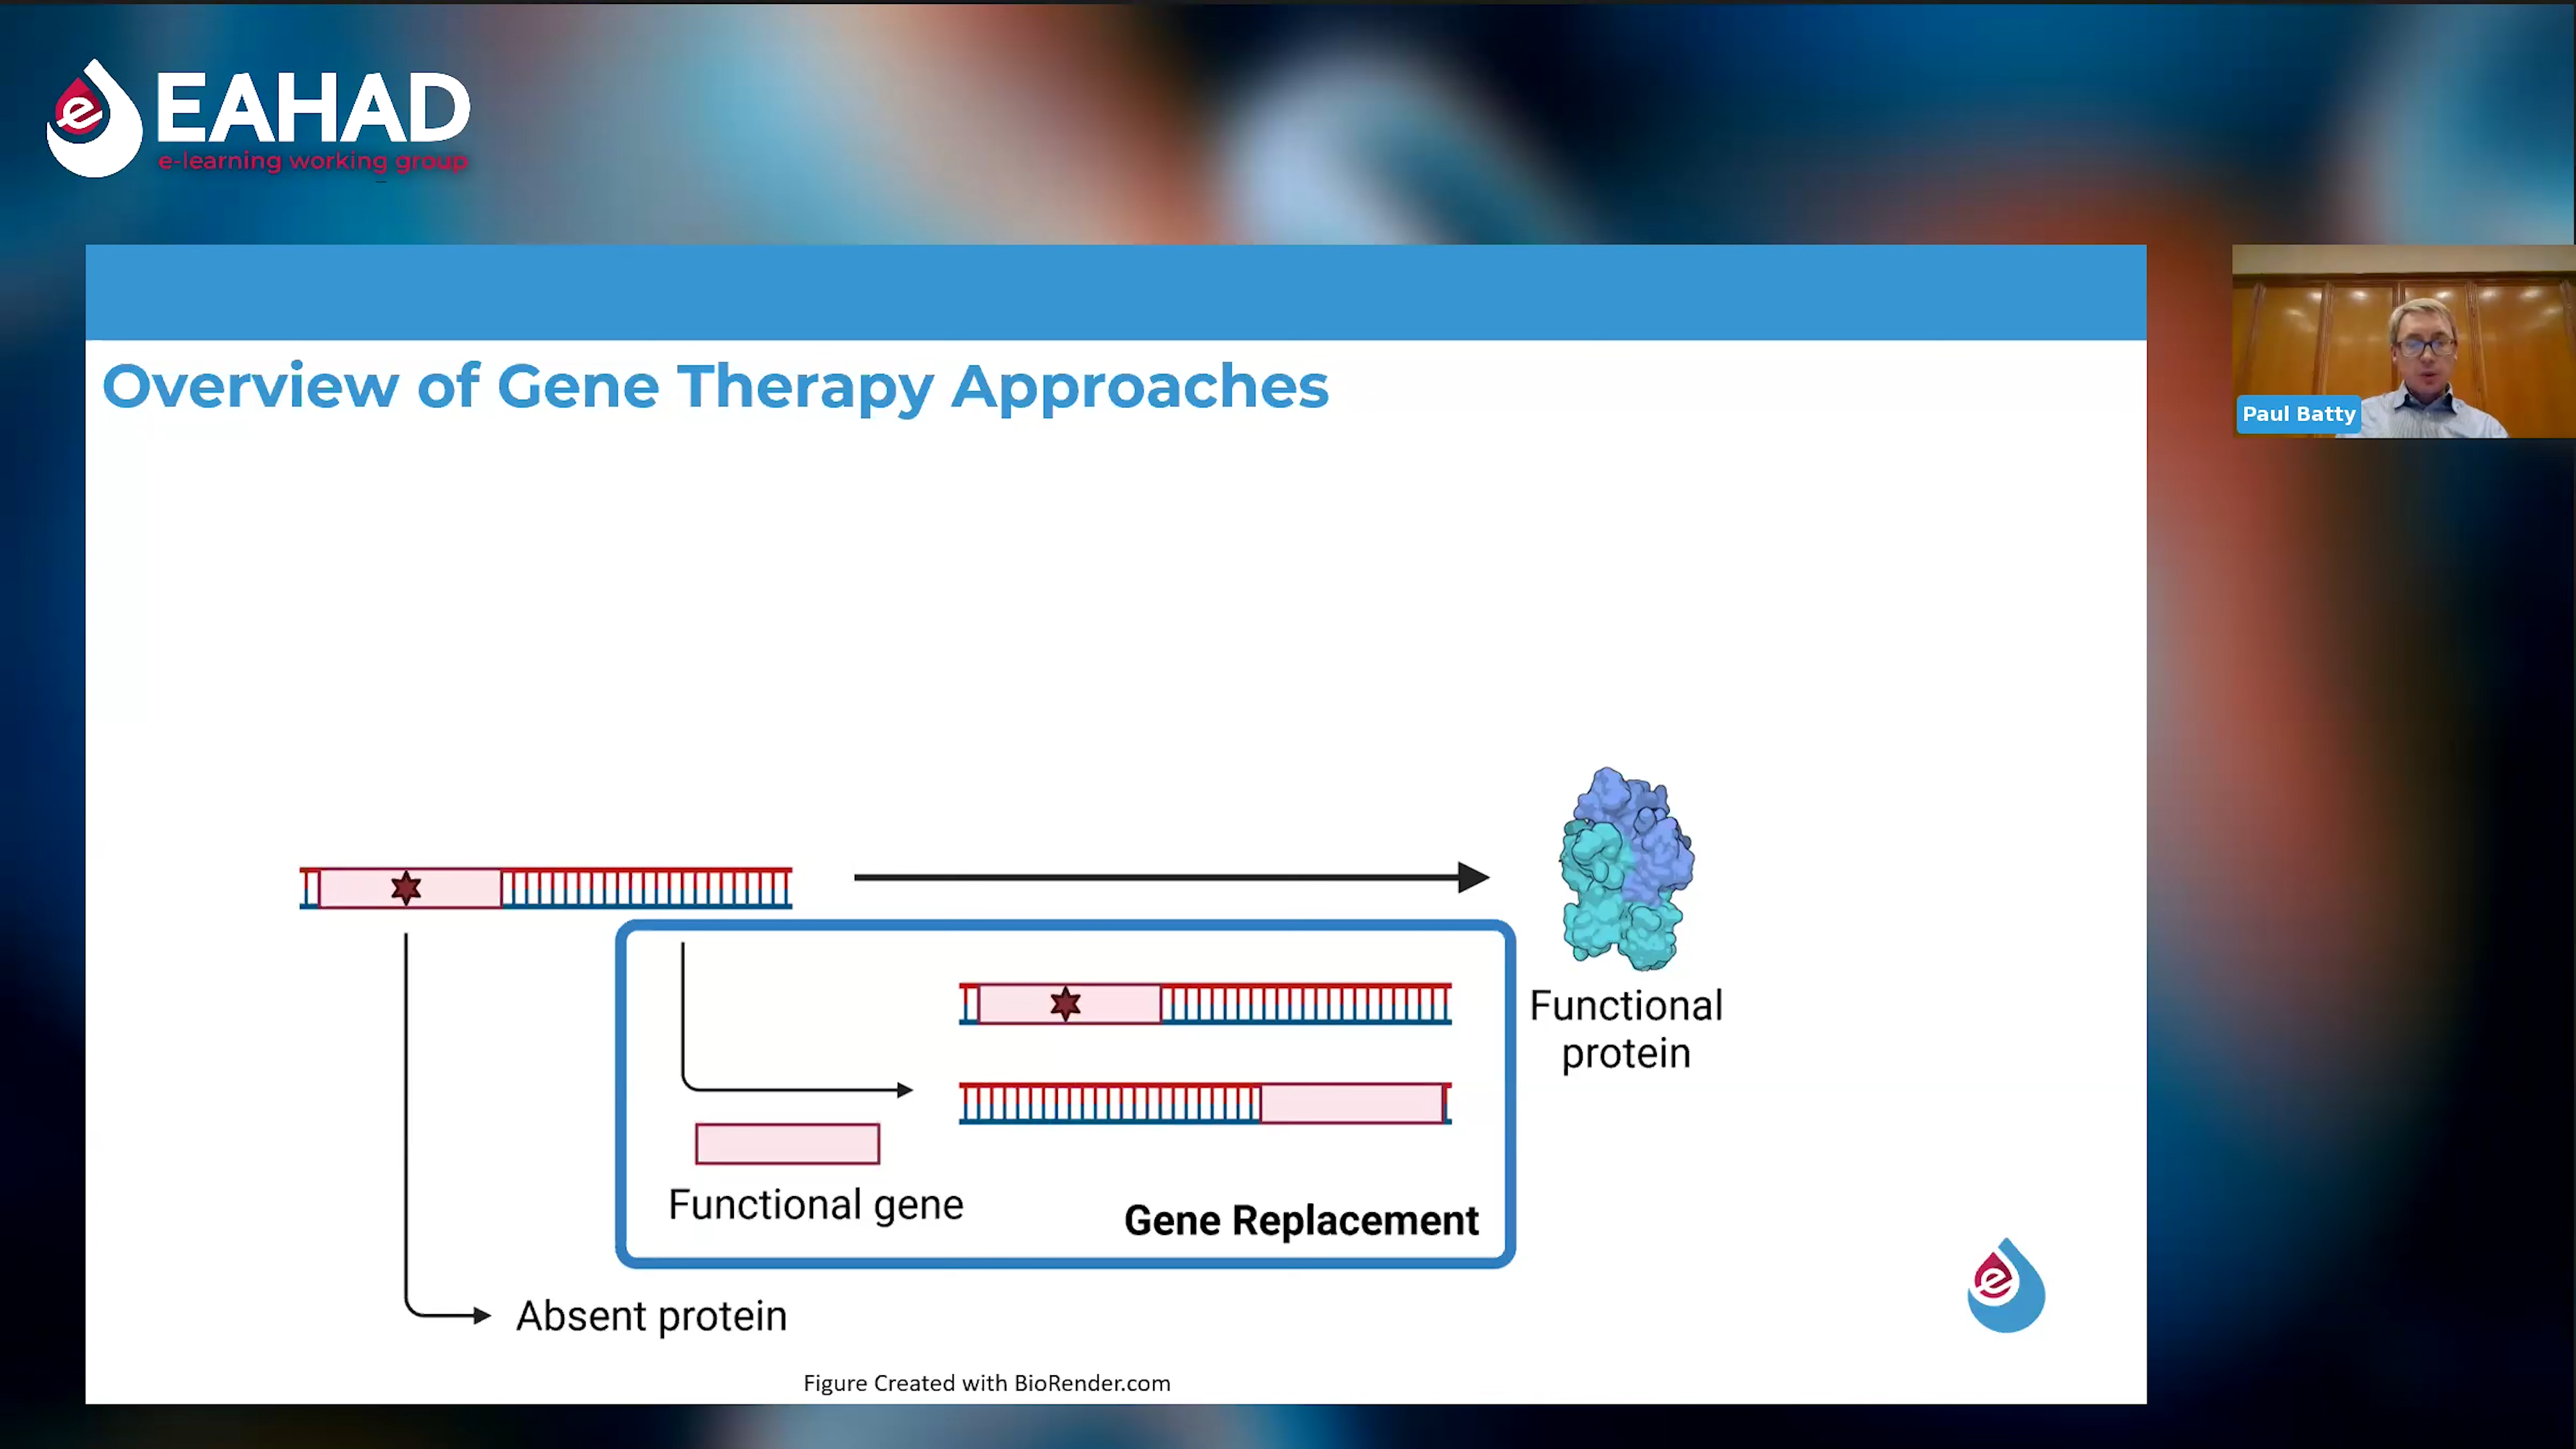 EAHAD
e-learning working group
Overview of Gene Therapy Approaches
Paul Batty
Functional
protein
Functional gene
Gene Replacement
Absent protein
Figure Created with BioRender.com